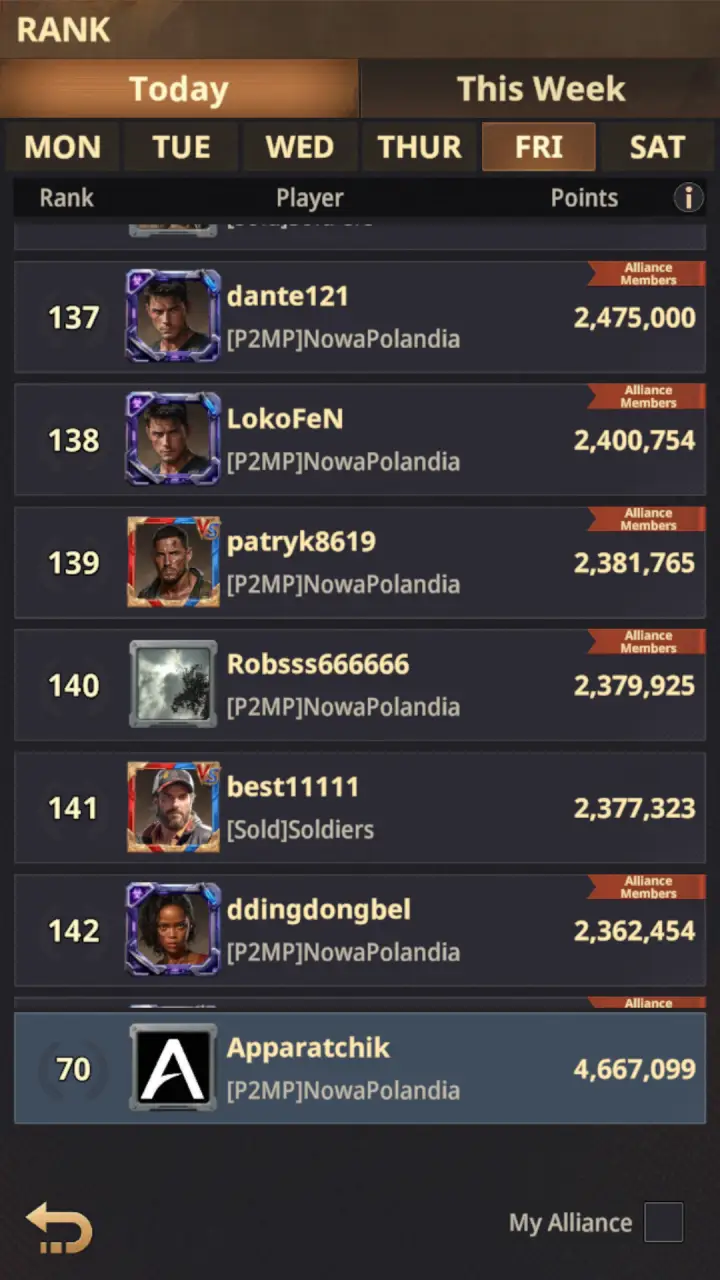 RANK
Today
This Week
MON
TUE
WED
THUR
FRI
SAT
Rank
Player
Points
i
137
dante121
[P2MP]NowaPolandia
Alliance
Members
2,475,000
138
LokoFeN
[P2MP]NowaPolandia
Alliance
Members
2,400,754
139
patryk8619
[P2MP]NowaPolandia
VS
Alliance
Members
2,381,765
140
Robsss666666
[P2MP]NowaPolandia
Alliance
Members
2,379,925
141
best11111
[Sold]Soldiers
VS
2,377,323
142
ddingdongbel
[P2MP]NowaPolandia
Alliance
Members
2,362,454
Alliance
70
A
Apparatchik
[P2MP]NowaPolandia
4,667,099
My Alliance